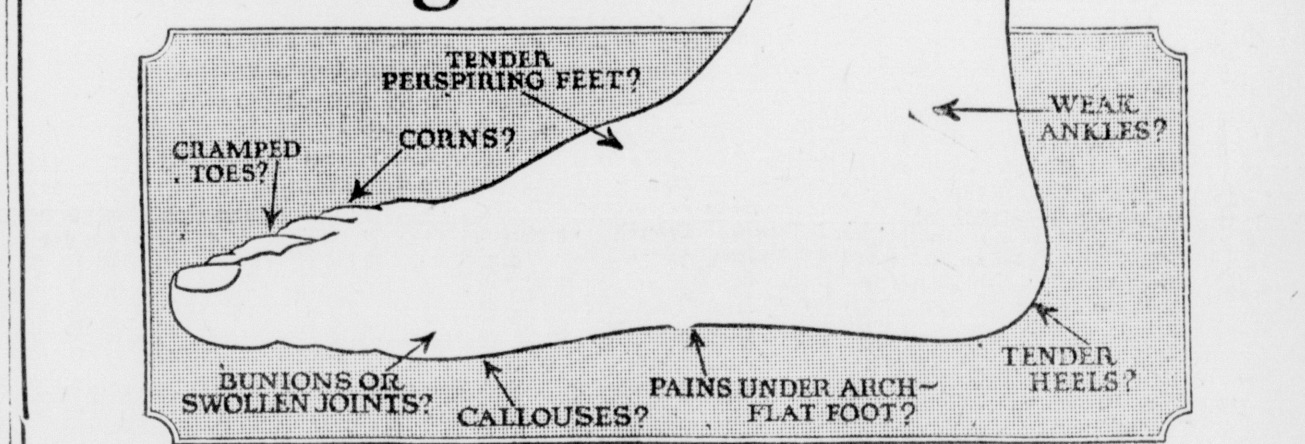 TENDER
PERSPIRING FEET?
CORNS?
CRAMPED
TOES?
WEAK
ANKLES?
BUNIONS OR
SWOLLEN JOINTS?
CALLOUSES?
PAINS UNDER ARCH~
FLAT FOOT?
TENDER
HEELS?